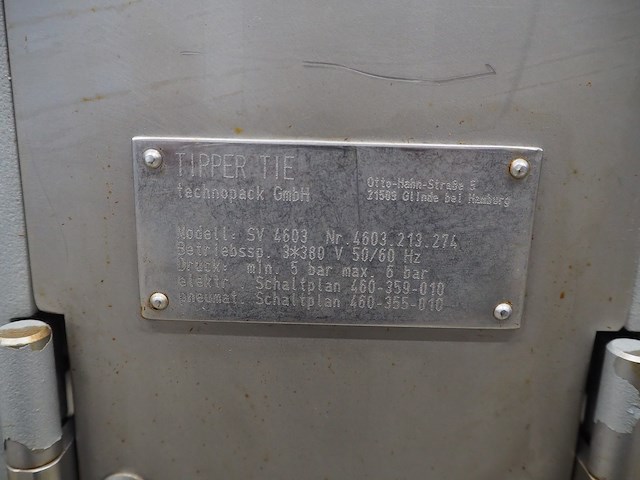 TIPPER TIE
technopack GmbH
Otto-Hahn-Straße 5
21509 Glinde bei Hamburg
Modell: SV 4603 Nr.4603.213.274
Betriebssp. 3*380 V 50/60 Hz
Druck: min. 5 bar max. 6 bar
elektr. Schaltplan 460-359-010
pneumat. Schaltplan 460-355-010